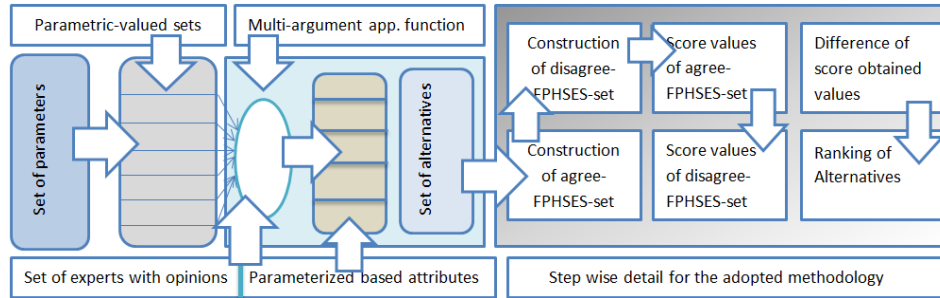 Parametric-valued sets
Multi-argument app. function
Set of parameters
Set of alternatives
Construction
of disagree-
FPHSES-set
Score values
of agree-
FPHSES-set
Difference of
score obtained
values
Construction
of agree-
FPHSES-set
Score values
of disagree-
FPHSES-set
Ranking of
Alternatives
Set of experts with opinions
Parameterized based attributes
Step wise detail for the adopted methodology